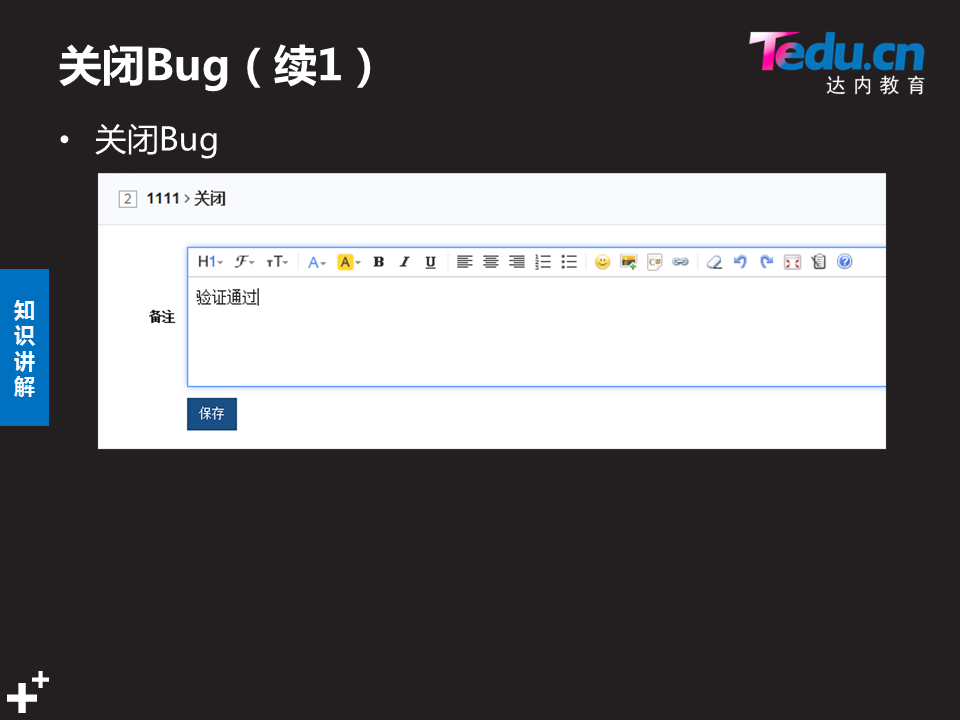 关闭Bug（续1）
Tedu.cn
达内教育
• 关闭Bug
2 1111 > 关闭
H1 ℱ тT A A B I U
验证通过
备注
保存
知识讲解